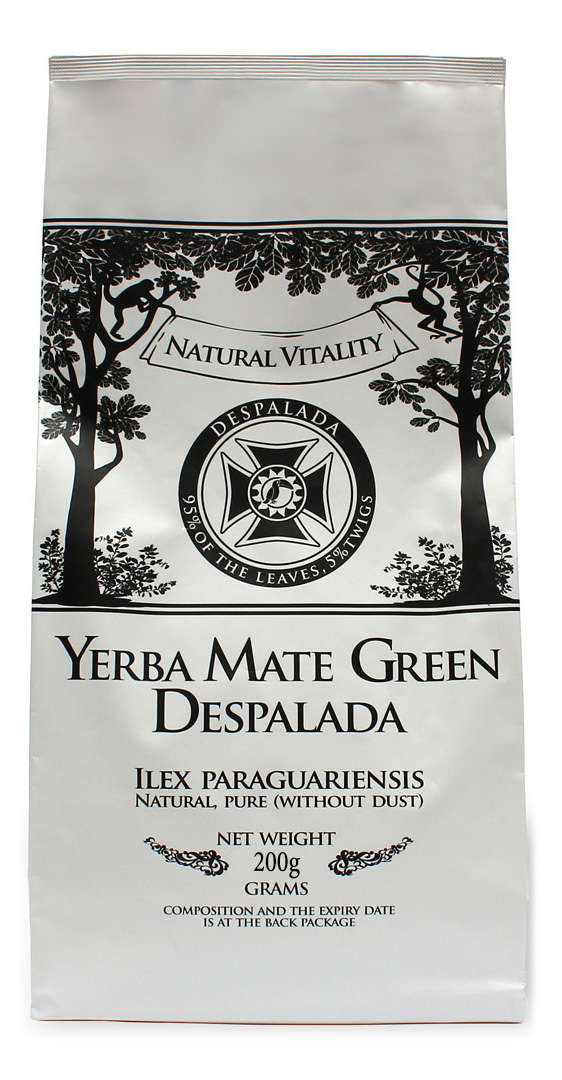 NATURAL VITALITY
DESPALADA
95% OF THE LEAVES, 5% TWIGS
YERBA MATE GREEN
DESPALADA
ILEX PARAGUARIENSIS
NATURAL, PURE (WITHOUT DUST)
NET WEIGHT
200g
GRAMS
COMPOSITION AND THE EXPIRY DATE
IS AT THE BACK PACKAGE